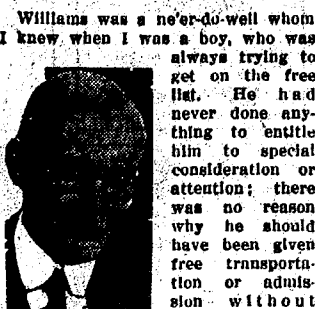 Williams was a ne'er-do-well whom
I knew when I was a boy, who was
always trying to
get on the free
list. He had
never done any-
thing to entitle
him to special
consideration or
attention; there
was no reason
why he should
have been given
free transporta-
tion or admis-
sion without